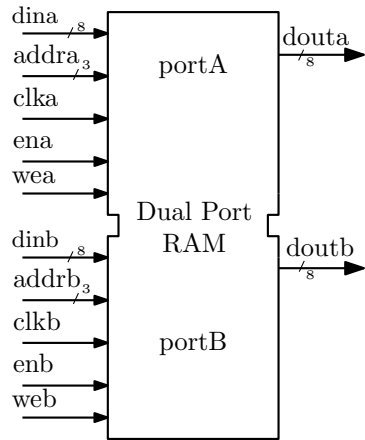 dina
8
addra
3
clka
ena
wea
portA
douta
8
Dual Port
RAM
dinb
8
addrb
3
clkb
enb
web
portB
doutb
8